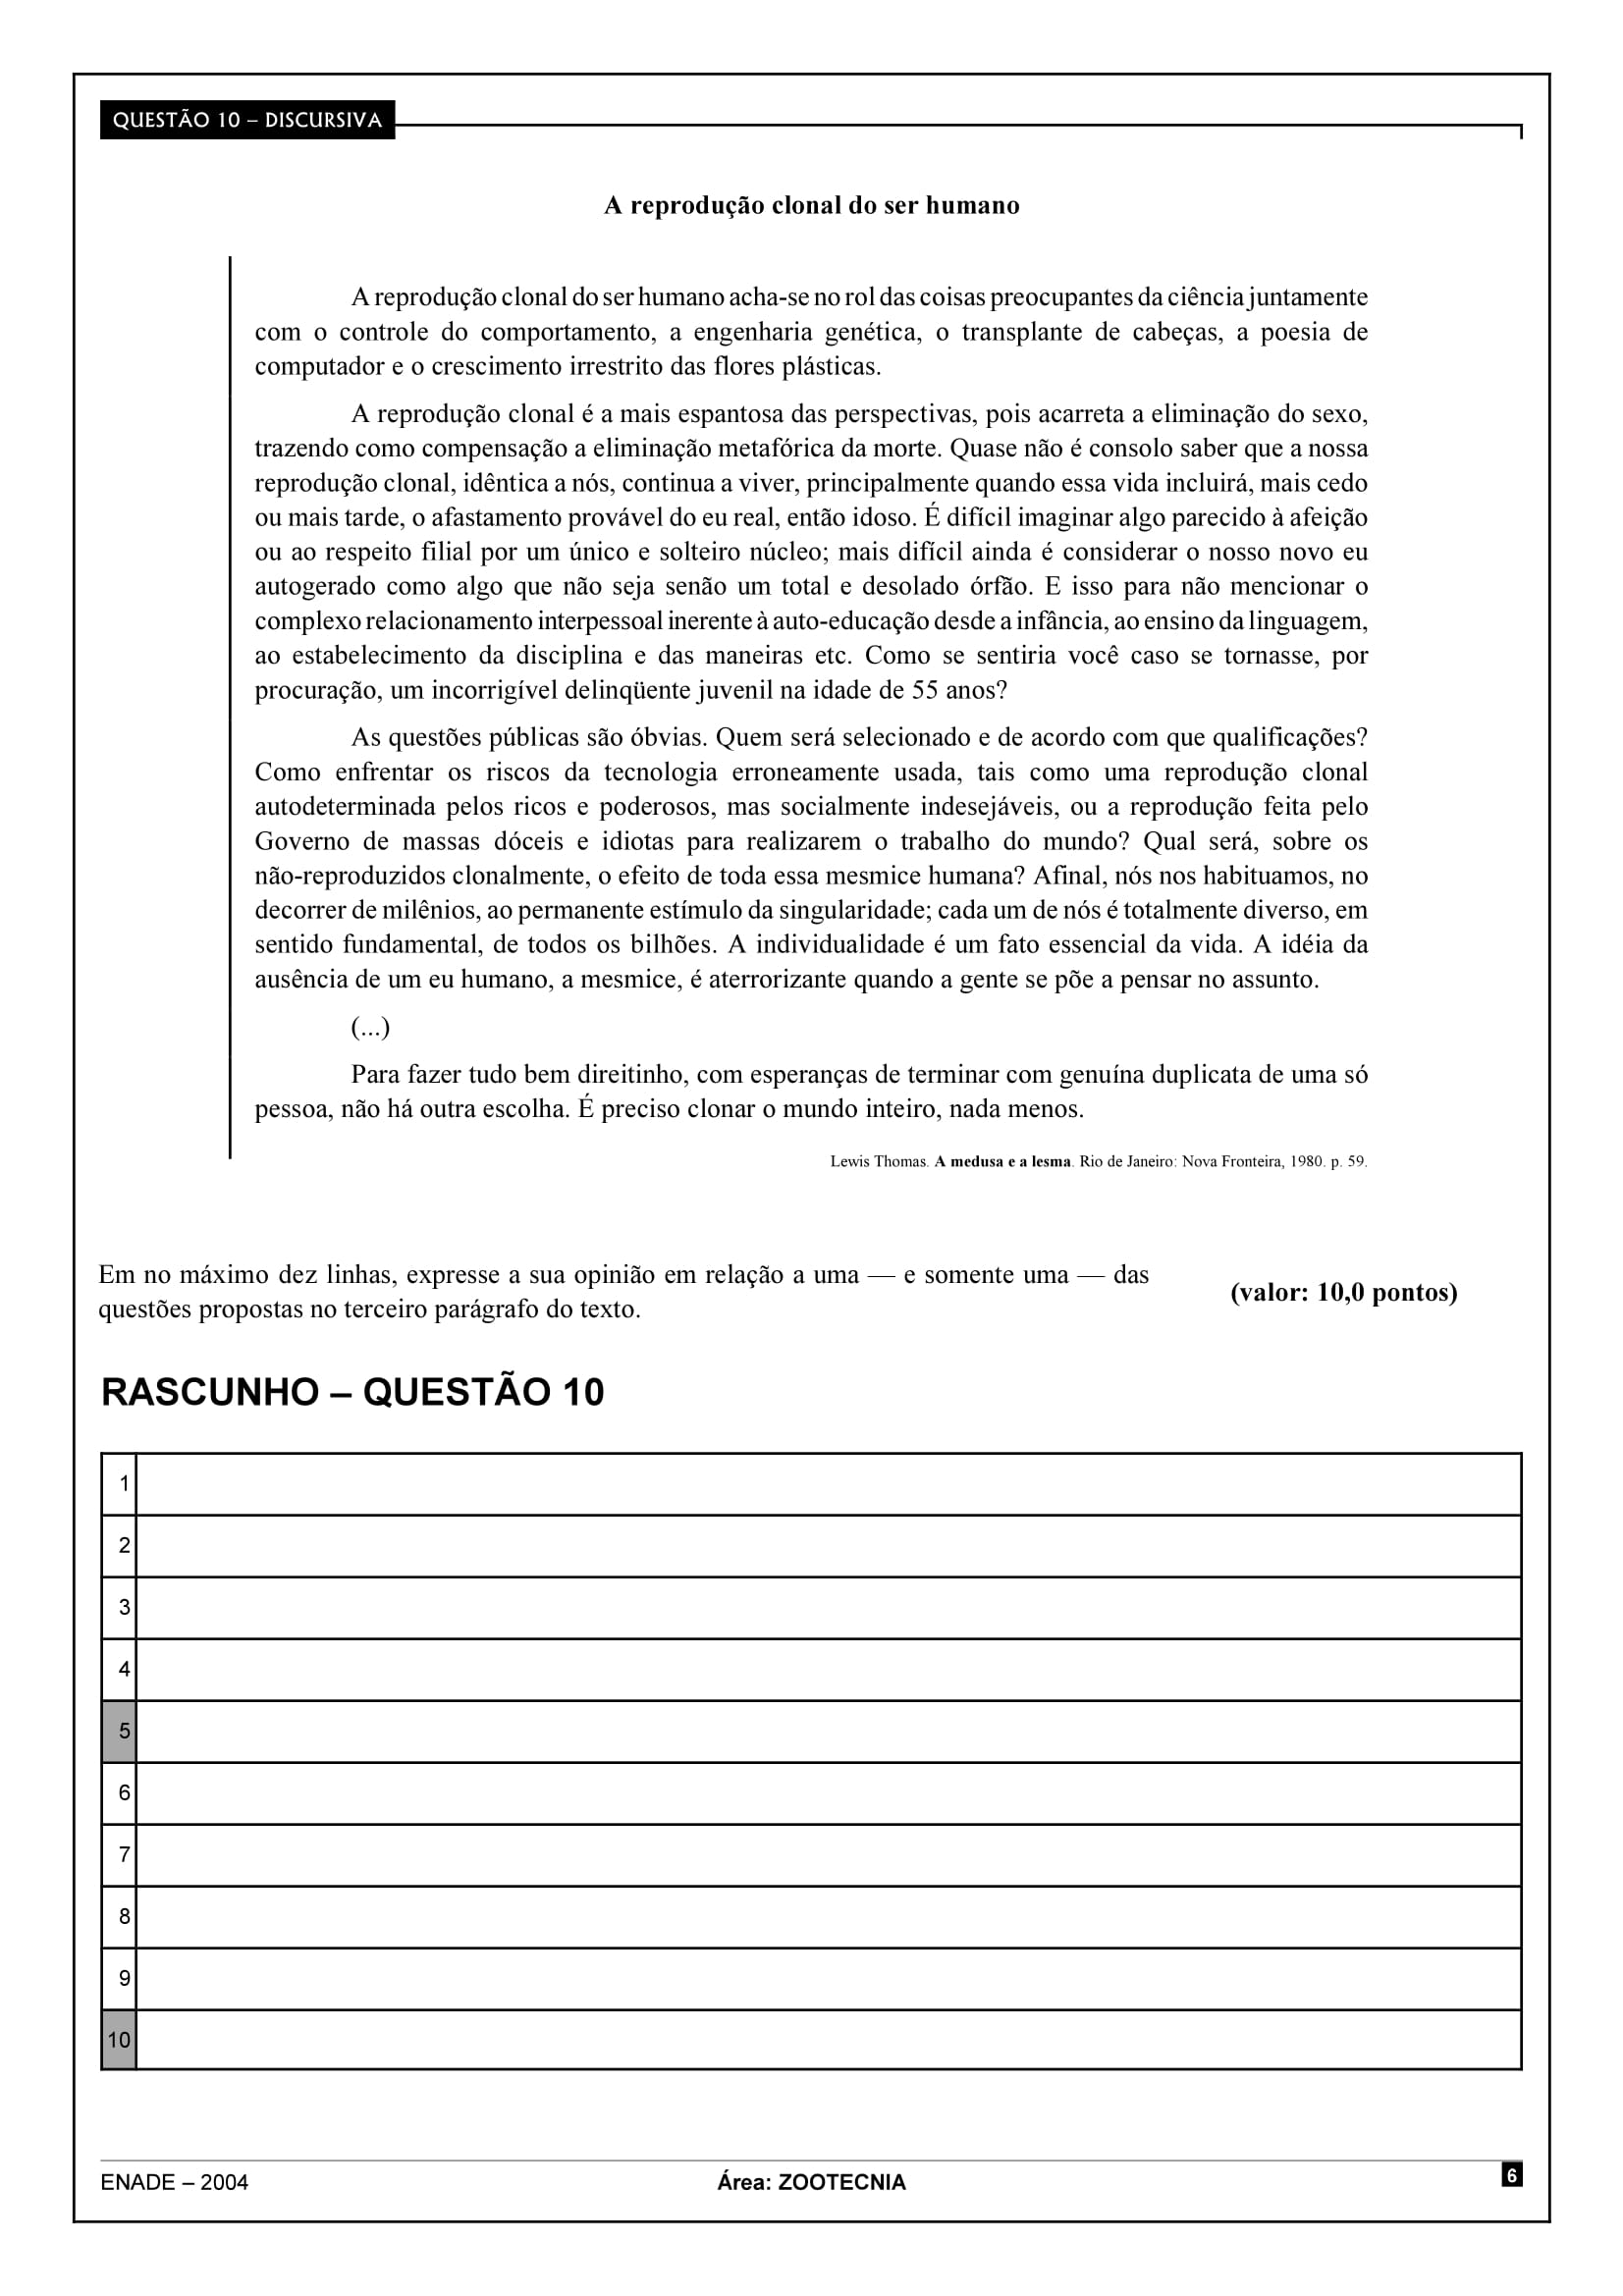 QUESTÃO 10 – DISCURSIVA
A reprodução clonal do ser humano
A reprodução clonal do ser humano acha-se no rol das coisas preocupantes da ciência juntamente
com o controle do comportamento, a engenharia genética, o transplante de cabeças, a poesia de
computador e o crescimento irrestrito das flores plásticas.
A reprodução clonal é a mais espantosa das perspectivas, pois acarreta a eliminação do sexo,
trazendo como compensação a eliminação metafórica da morte. Quase não é consolo saber que a nossa
reprodução clonal, idêntica a nós, continua a viver, principalmente quando essa vida incluirá, mais cedo
ou mais tarde, o afastamento provável do eu real, então idoso. É difícil imaginar algo parecido à afeição
ou ao respeito filial por um único e solteiro núcleo; mais difícil ainda é considerar o nosso novo eu
autogerado como algo que não seja senão um total e desolado órfão. E isso para não mencionar o
complexo relacionamento interpessoal inerente à auto-educação desde a infância, ao ensino da linguagem,
ao estabelecimento da disciplina e das maneiras etc. Como se sentiria você caso se tornasse, por
procuração, um incorrigível delinqüente juvenil na idade de 55 anos?
As questões públicas são óbvias. Quem será selecionado e de acordo com que qualificações?
Como enfrentar os riscos da tecnologia erroneamente usada, tais como uma reprodução clonal
autodeterminada pelos ricos e poderosos, mas socialmente indesejáveis, ou a reprodução feita pelo
Governo de massas dóceis e idiotas para realizarem o trabalho do mundo? Qual será, sobre os
não-reproduzidos clonalmente, o efeito de toda essa mesmice humana? Afinal, nós nos habituamos, no
decorrer de milênios, ao permanente estímulo da singularidade; cada um de nós é totalmente diverso, em
sentido fundamental, de todos os bilhões. A individualidade é um fato essencial da vida. A idéia da
ausência de um eu humano, a mesmice, é aterrorizante quando a gente se põe a pensar no assunto.
(...)
Para fazer tudo bem direitinho, com esperanças de terminar com genuína duplicata de uma só
pessoa, não há outra escolha. É preciso clonar o mundo inteiro, nada menos.
Lewis Thomas. A medusa e a lesma. Rio de Janeiro: Nova Fronteira, 1980. p. 59.
Em no máximo dez linhas, expresse a sua opinião em relação a uma — e somente uma — das
questões propostas no terceiro parágrafo do texto.
(valor: 10,0 pontos)
RASCUNHO – QUESTÃO 10
1
2
3
4
5
6
7
8
9
10
ENADE – 2004
Área: ZOOTECNIA
6